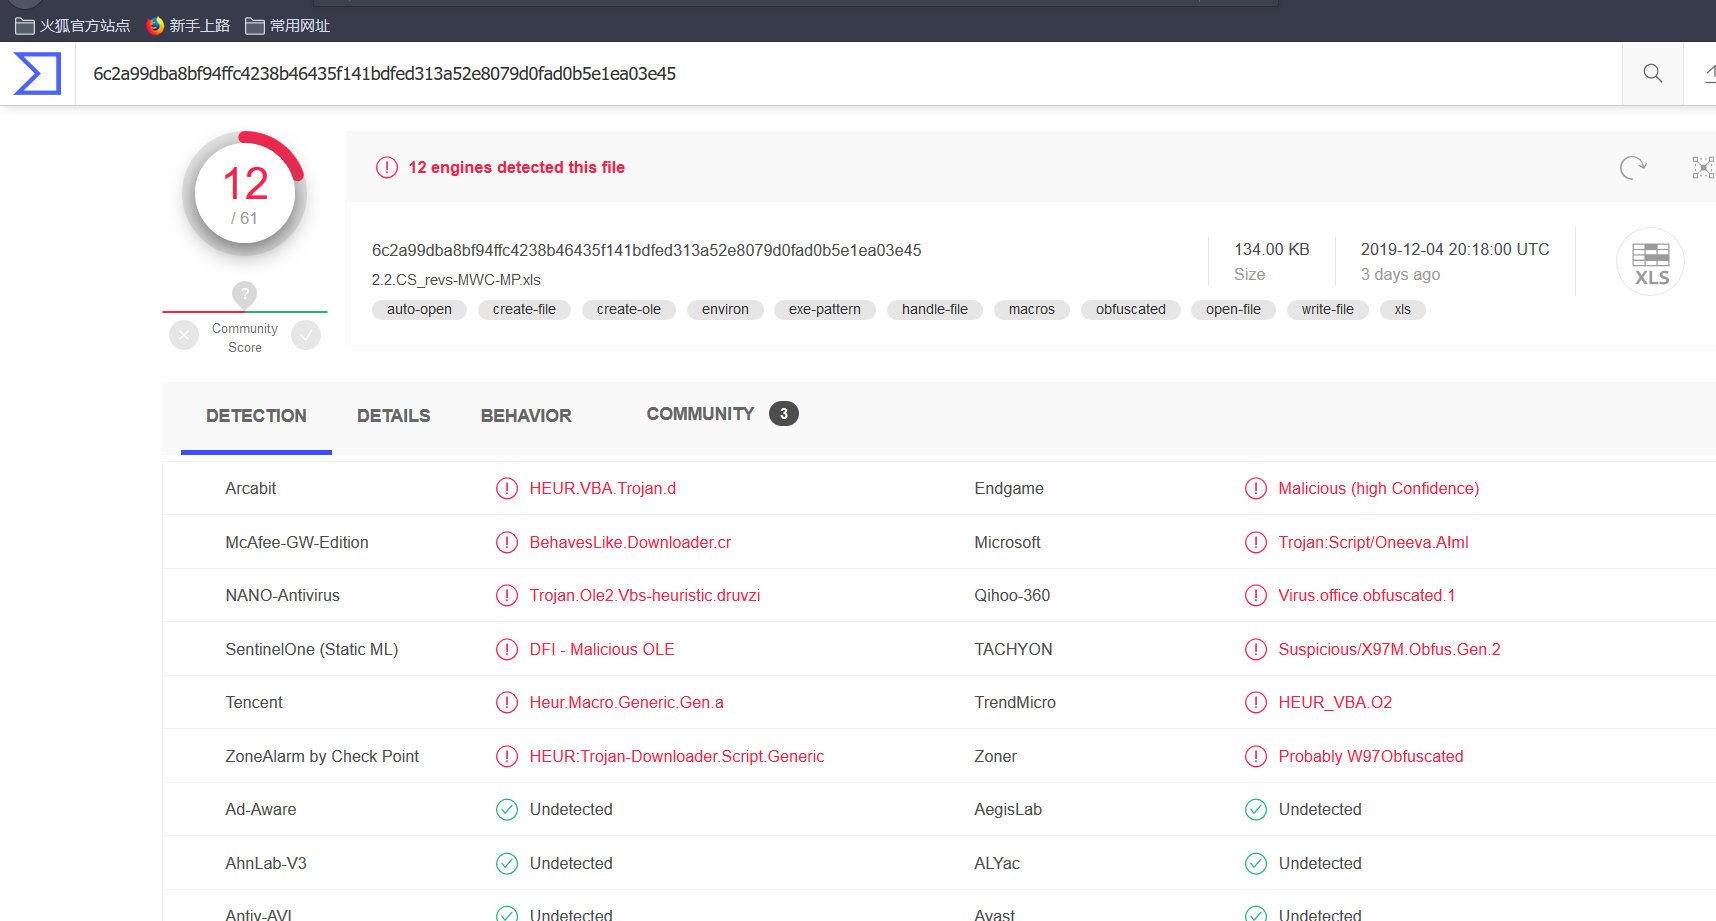 火狐官方站点 新手上路 常用网址
6c2a99dba8bf94ffc4238b46435f141bdfed313a52e8079d0fad0b5e1ea03e45
12
/ 61
12 engines detected this file
6c2a99dba8bf94ffc4238b46435f141bdfed313a52e8079d0fad0b5e1ea03e45
2.2.CS_revs-MWC-MP.xls
134.00 KB
Size
2019-12-04 20:18:00 UTC
3 days ago
XLS
auto-open create-file create-ole environ exe-pattern handle-file macros obfuscated open-file write-file xls
?
Community
Score
DETECTION DETAILS BEHAVIOR COMMUNITY 3
Arcabit HEUR.VBA.Trojan.d Endgame Malicious (high Confidence)
McAfee-GW-Edition BehavesLike.Downloader.cr Microsoft Trojan:Script/Oneeva.A!ml
NANO-Antivirus Trojan.Ole2.Vbs-heuristic.druvzi Qihoo-360 Virus.office.obfuscated.1
SentinelOne (Static ML) DFI - Malicious OLE TACHYON Suspicious/X97M.Obfus.Gen.2
Tencent Heur.Macro.Generic.Gen.a TrendMicro HEUR_VBA.O2
ZoneAlarm by Check Point HEUR:Trojan-Downloader.Script.Generic Zoner Probably W97Obfuscated
Ad-Aware Undetected AegisLab Undetected
AhnLab-V3 Undetected ALYac Undetected
Antiy-AVL Undetected Avast Undetected